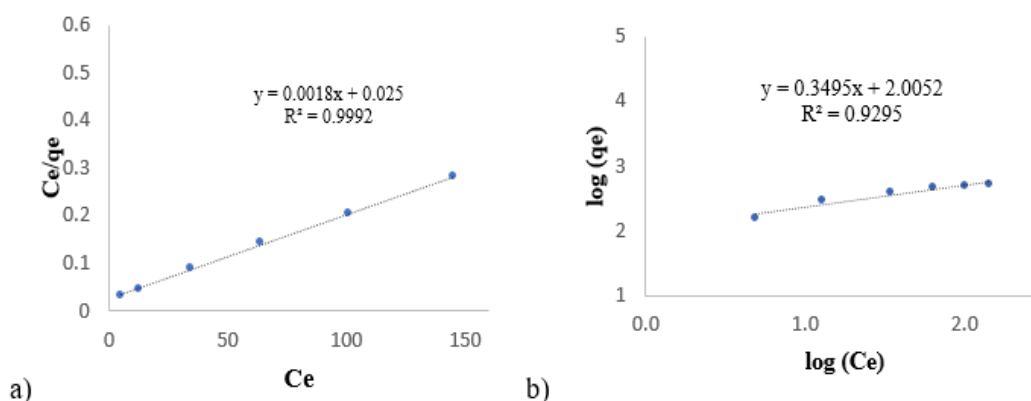 0.6
0.5
0.4
0.3
0.2
0.1
0
Ce/qe
y = 0.0018x + 0.025
R² = 0.9992
0
50
100
150
Ce
a)
5
4
3
2
1
log (qe)
y = 0.3495x + 2.0052
R² = 0.9295
0.0
1.0
2.0
log (Ce)
b)